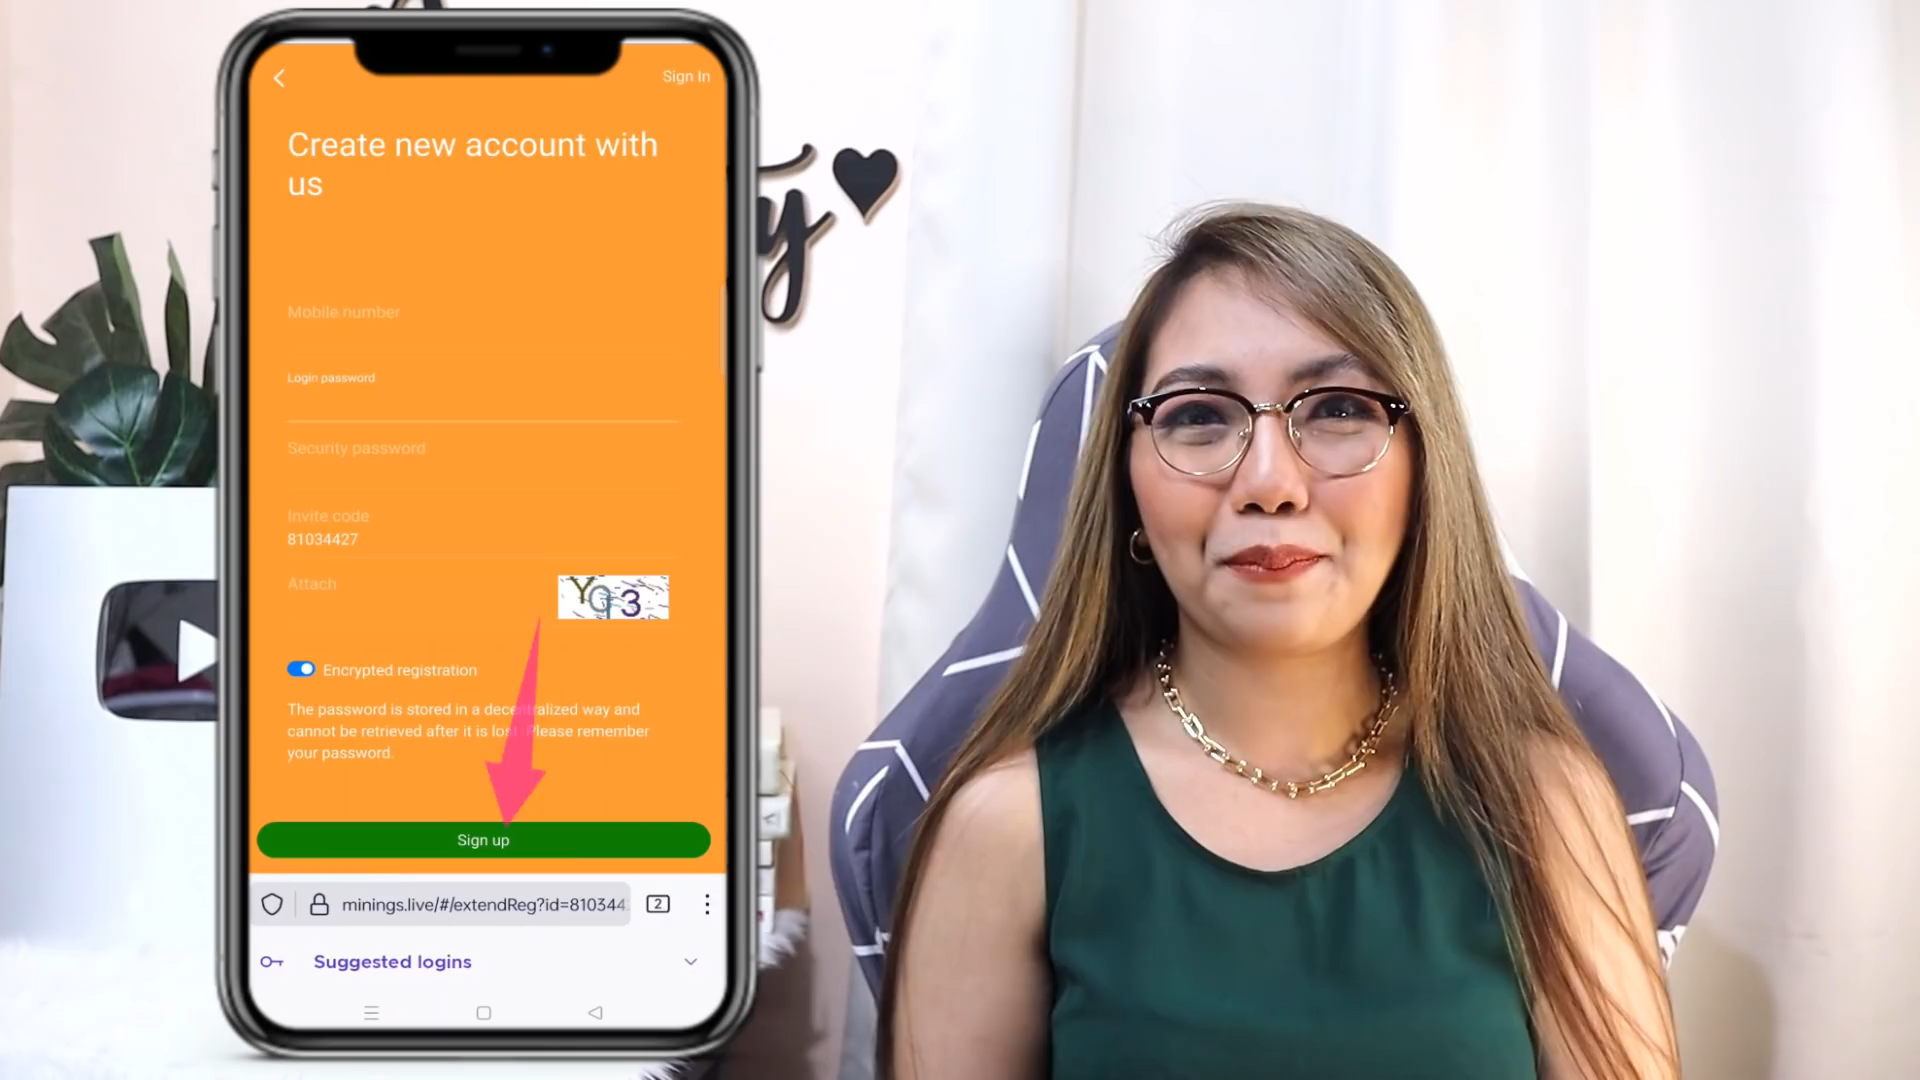 Sign In
Create new account with
us
Mobile number
Login password
Security password
Invite code
81034427
Attach
YG3
Encrypted registration
The password is stored in a decentralized way and
cannot be retrieved after it is lost. Please remember
your password.
Sign up
minings.live/#/extendReg?id=810344
2
Suggested logins
y